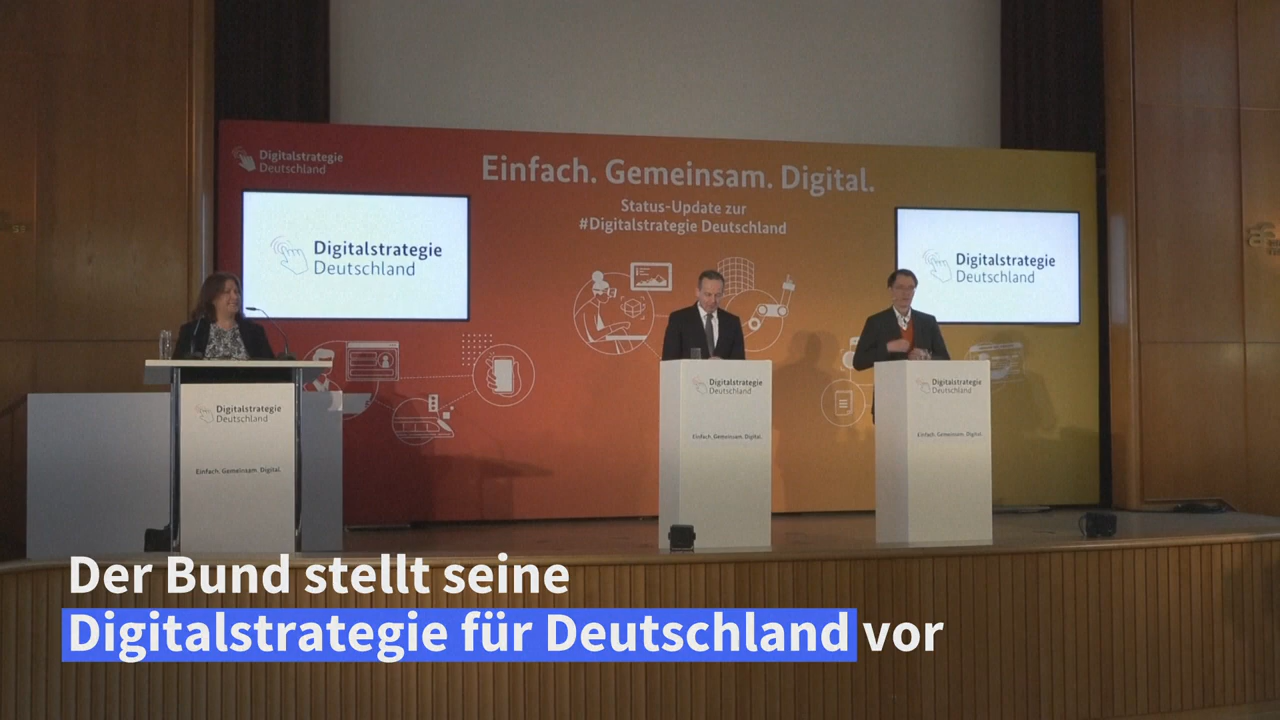 Digitalstrategie
Deutschland
Einfach. Gemeinsam. Digital.
Status-Update zur
#Digitalstrategie Deutschland
Digitalstrategie
Deutschland
Digitalstrategie
Deutschland
Digitalstrategie
Deutschland
Einfach. Gemeinsam. Digital.
Digitalstrategie
Deutschland
Einfach. Gemeinsam. Digital.
Digitalstrategie
Deutschland
Einfach. Gemeinsam. Digital.
Der Bund stellt seine
Digitalstrategie für Deutschland vor